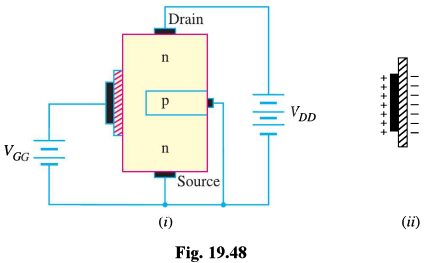 Drain
n
p
n
Source
V_GG
V_DD
+ + + + + + +
– – – – – – –
(i)
(ii)
Fig. 19.48